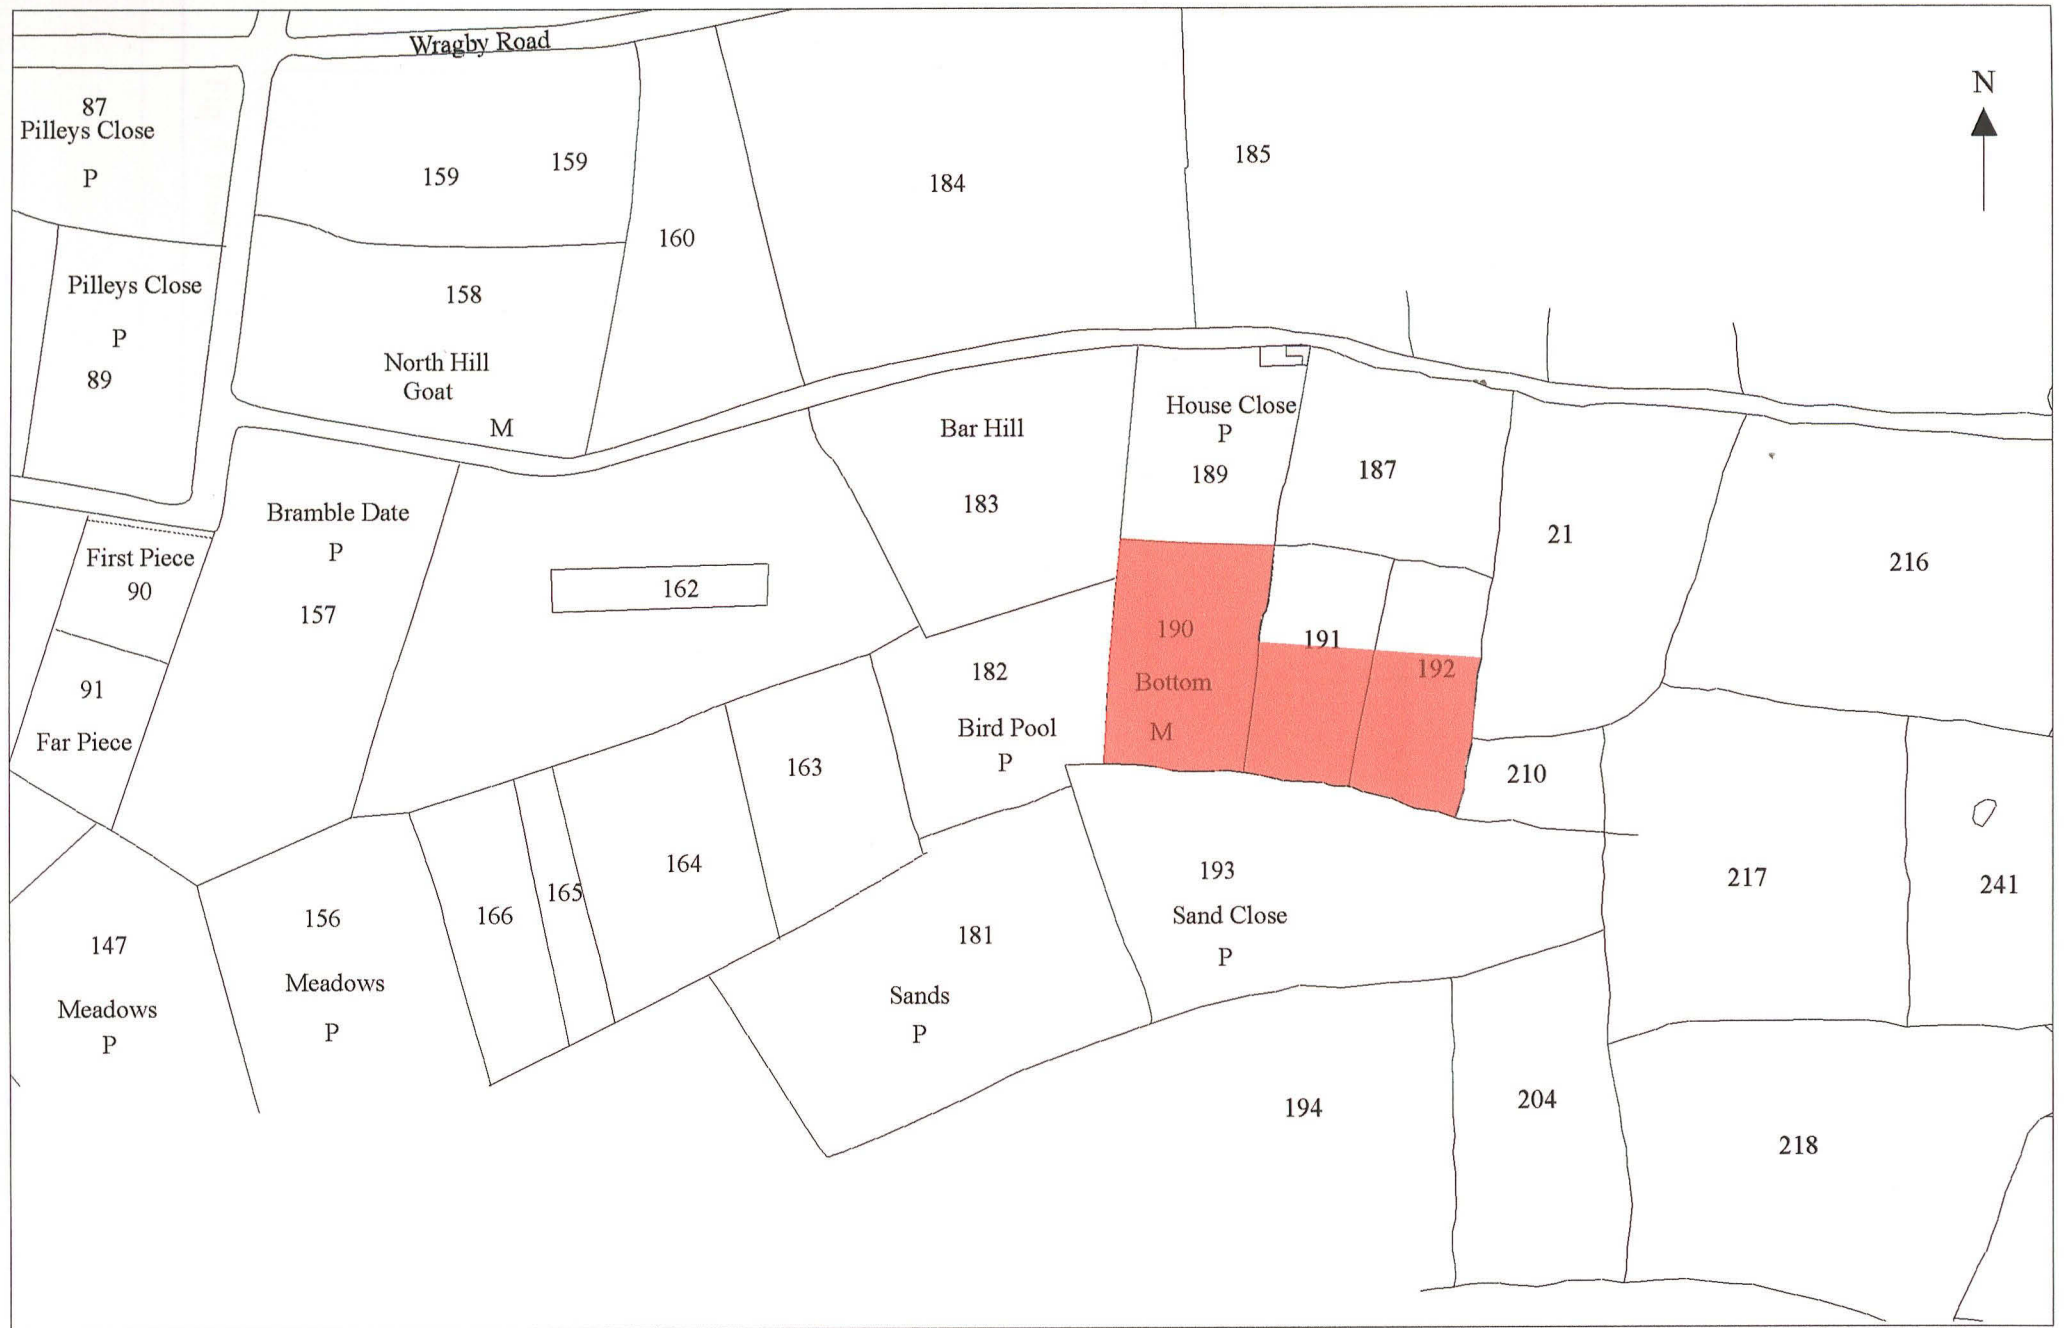 Wragby Road
N
87
Pilleys Close
P
159
159
184
185
160
Pilleys Close
P
89
158
North Hill
Goat
M
Bar Hill
183
House Close
P
189
187
21
216
Bramble Date
P
157
162
First Piece
90
91
Far Piece
190
Bottom
M
191
192
182
Bird Pool
P
163
210
164
165
166
156
Meadows
P
147
Meadows
P
181
Sands
P
193
Sand Close
P
217
241
194
204
218